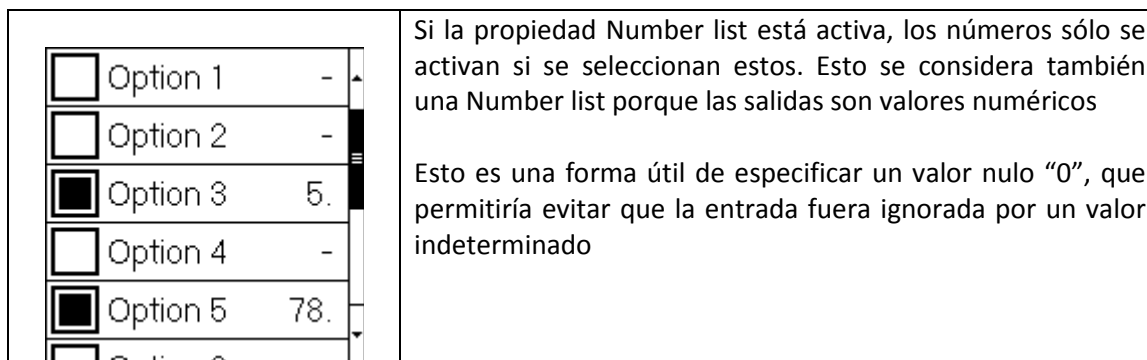 Option 1 -
Option 2 -
Option 3 5.
Option 4 -
Option 5 78.
Si la propiedad Number list está activa, los números sólo se
activan si se seleccionan estos. Esto se considera también
una Number list porque las salidas son valores numéricos
Esto es una forma útil de especificar un valor nulo “0”, que
permitiría evitar que la entrada fuera ignorada por un valor
indeterminado